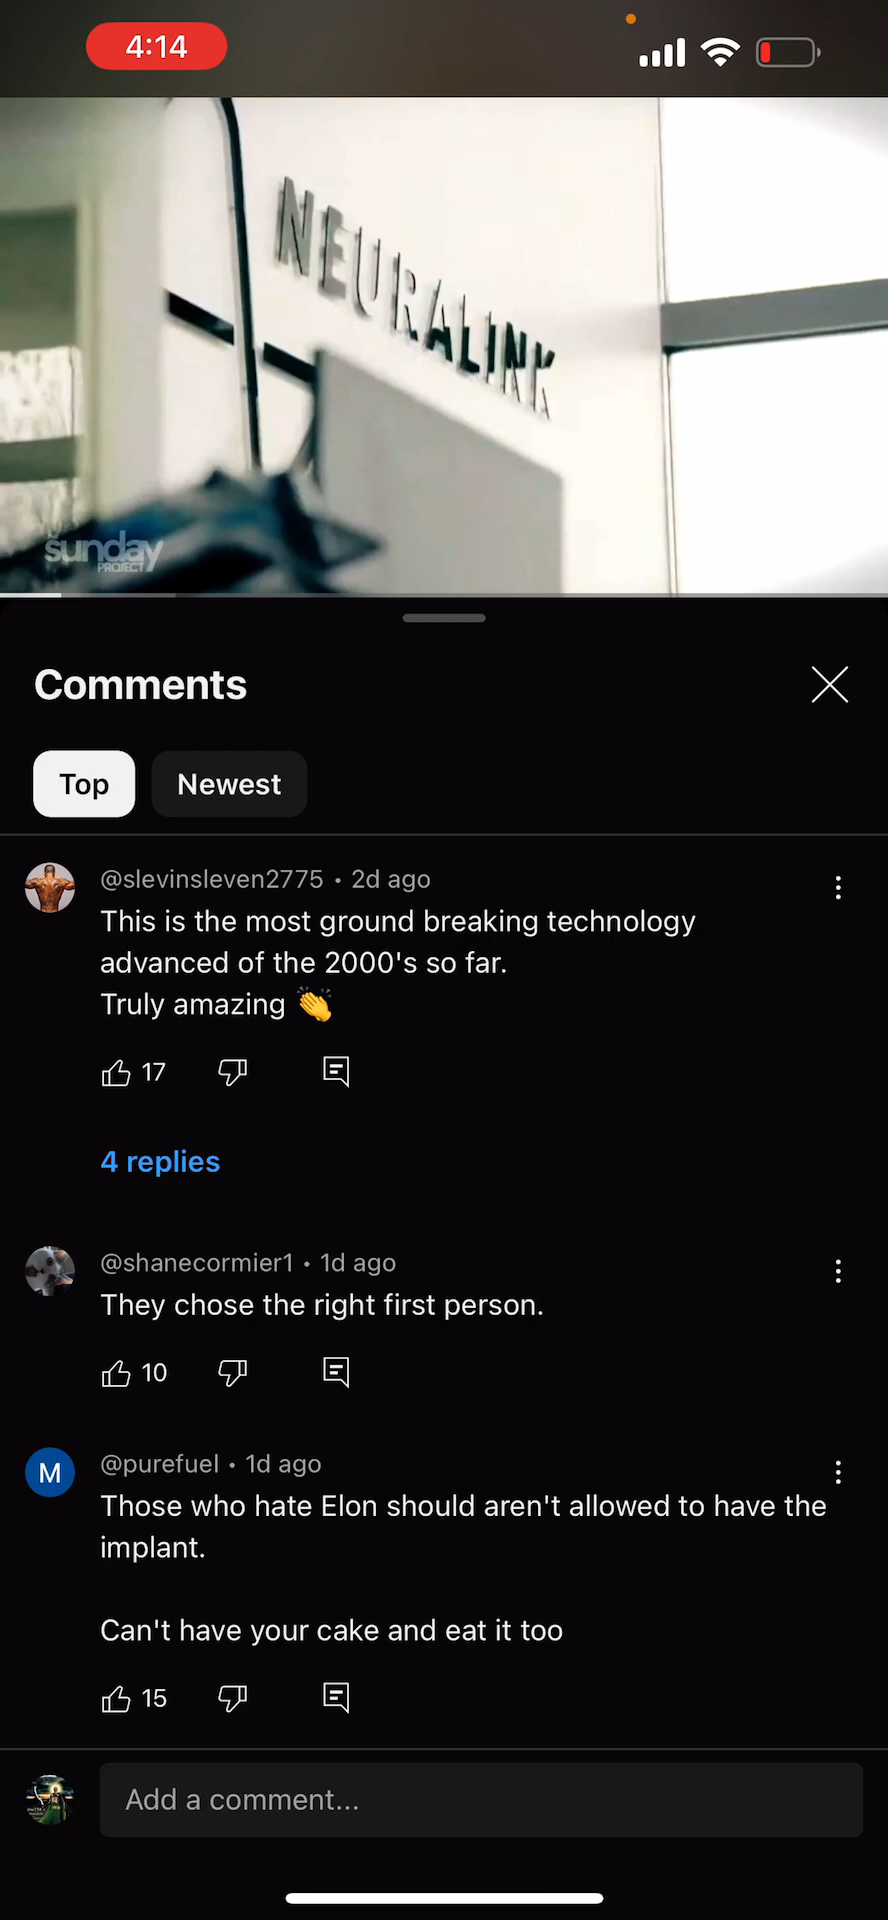 4:14
NEURALINK
sunday
PROJECT
Comments
Top
Newest
@slevinsleven2775 • 2d ago
This is the most ground breaking technology
advanced of the 2000's so far.
Truly amazing 👏
17
4 replies
@shanecormier1 • 1d ago
They chose the right first person.
10
M
@purefuel • 1d ago
Those who hate Elon should aren't allowed to have the
implant.
Can't have your cake and eat it too
15
Add a comment...